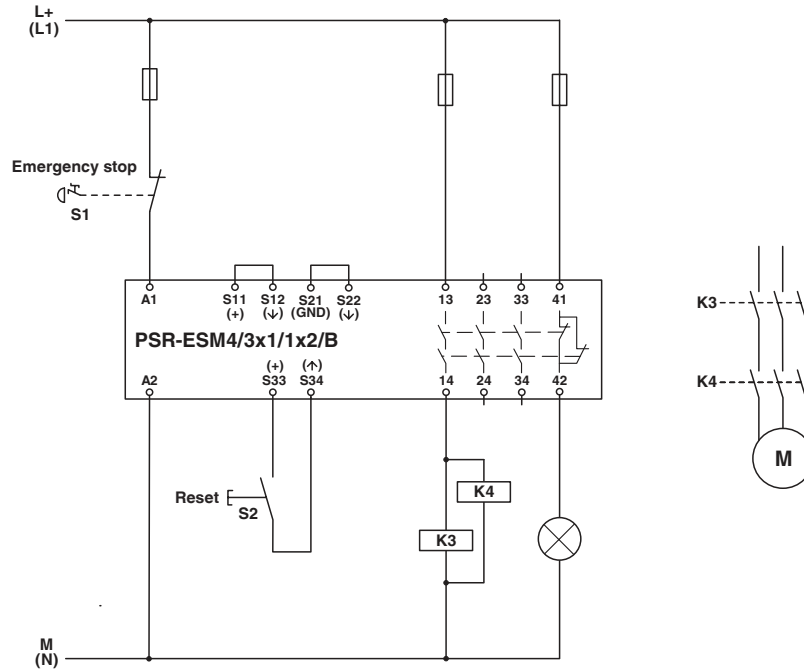 L+
(L1)
Emergency stop
S1
A1
S11
(+)
S12
(↓)
S21
(GND)
S22
(↓)
13
23
33
41
PSR-ESM4/3x1/1x2/B
A2
(+)
S33
(↑)
S34
14
24
34
42
Reset
S2
K4
K3
K3
K4
M
M
(N)